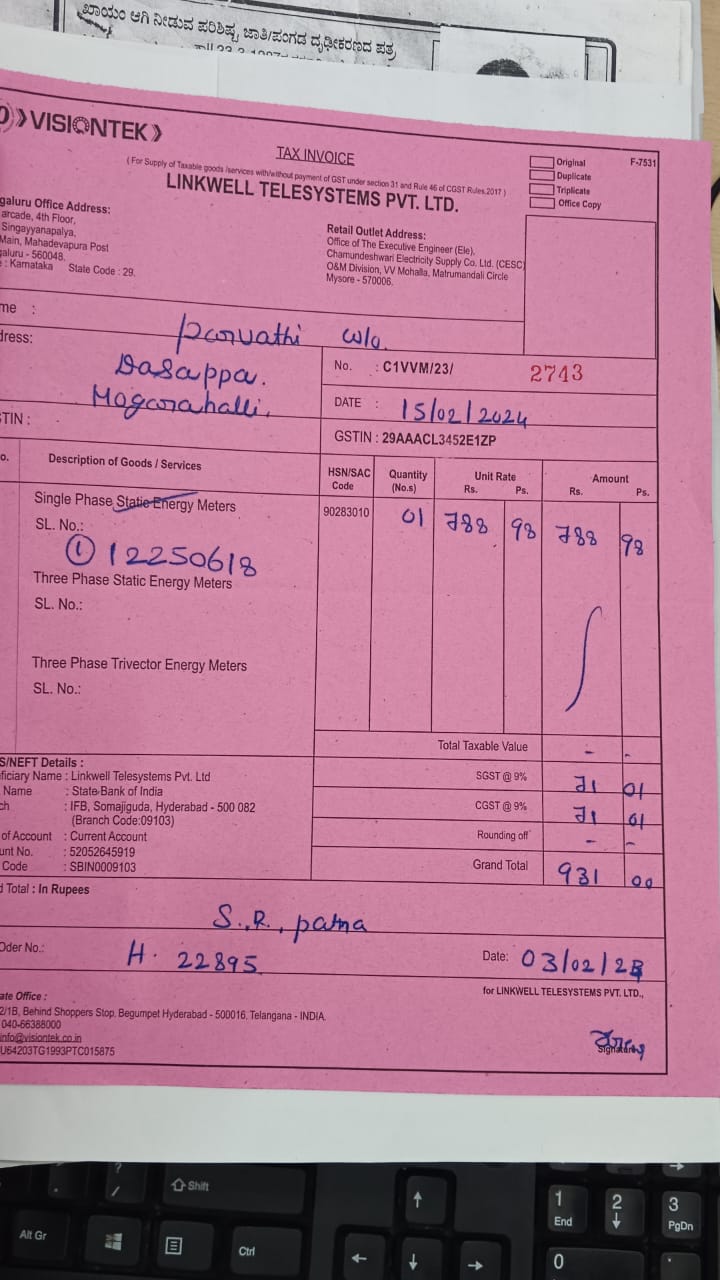 ಖಾಯಂ ಆಗಿ ನೀಡುವ ಪರಿಶಿಷ್ಟ ಜಾತಿ/ಪಂಗಡ ದೃಢೀಕರಣದ ಪತ್ರ
VISIONTEK
TAX INVOICE
( For Supply of Taxable goods /services with/without payment of GST under section 31 and Rule 46 of CGST Rules.2017 )
LINKWELL TELESYSTEMS PVT. LTD.
Original
Duplicate
Triplicate
Office Copy
F-7531
galuru Office Address:
arcade, 4th Floor,
Singayyanapalya,
Main, Mahadevapura Post
aluru - 560048.
: Karnataka State Code : 29.
Retail Outlet Address:
Office of The Executive Engineer (Ele),
Chamundeshwari Electricity Supply Co. Ltd. (CESC)
O&M Division, VV Mohalla, Matrumandali Circle
Mysore - 570006.
me : Parvathi w/o
dress: Dasappa.
Mogarahalli,
No. : C1VVM/23/ 2743
DATE : 15/02/2024
STIN :
GSTIN : 29AAACL3452E1ZP
o. Description of Goods / Services HSN/SAC Code Quantity (No.s) Unit Rate Rs. Ps. Amount Rs. Ps.
Single Phase Static Energy Meters 90283010 01 788 98 788 98
SL. No.:
① 12250618
Three Phase Static Energy Meters
SL. No.:
Three Phase Trivector Energy Meters
SL. No.:
Total Taxable Value - -
SGST @ 9% 71 01
CGST @ 9% 71 01
Rounding off - -
Grand Total 931 00
S/NEFT Details :
ficiary Name : Linkwell Telesystems Pvt. Ltd
Name : State Bank of India
ch : IFB, Somajiguda, Hyderabad - 500 082
(Branch Code:09103)
of Account : Current Account
unt No. : 52052645919
Code : SBIN0009103
d Total : In Rupees
S.R, patna
Oder No.: H. 22895 Date: 03/02/2
ate Office :
2/1B, Behind Shoppers Stop, Begumpet Hyderabad - 500016, Telangana - INDIA.
040-66388000
info@visiontek.co.in
U64203TG1993PTC015875
for LINKWELL TELESYSTEMS PVT. LTD.,
Signatory
? /
Shift
Alt Gr
Ctrl
1 End
2
3 PgDn
0
.